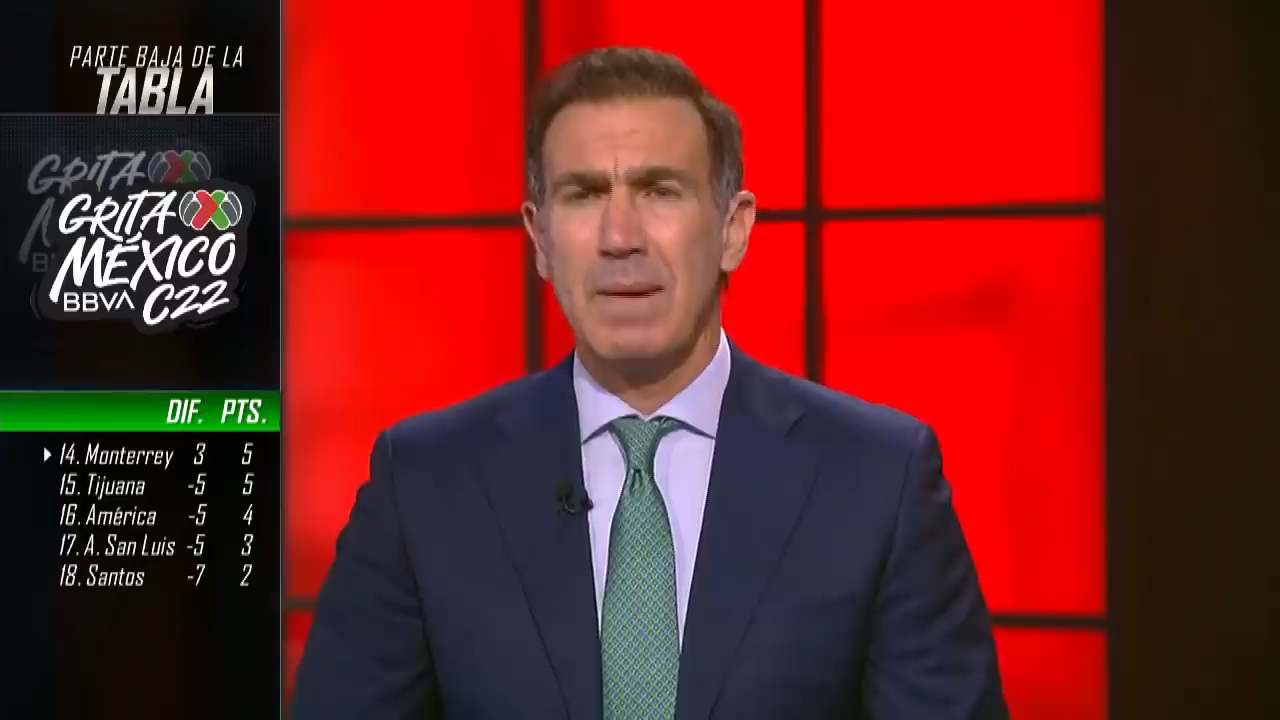 PARTE BAJA DE LA
TABLA
GRITA
MÉXICO
BBVA C22
DIF. PTS.
14. Monterrey 3 5
15. Tijuana -5 5
16. América -5 4
17. A. San Luis -5 3
18. Santos -7 2